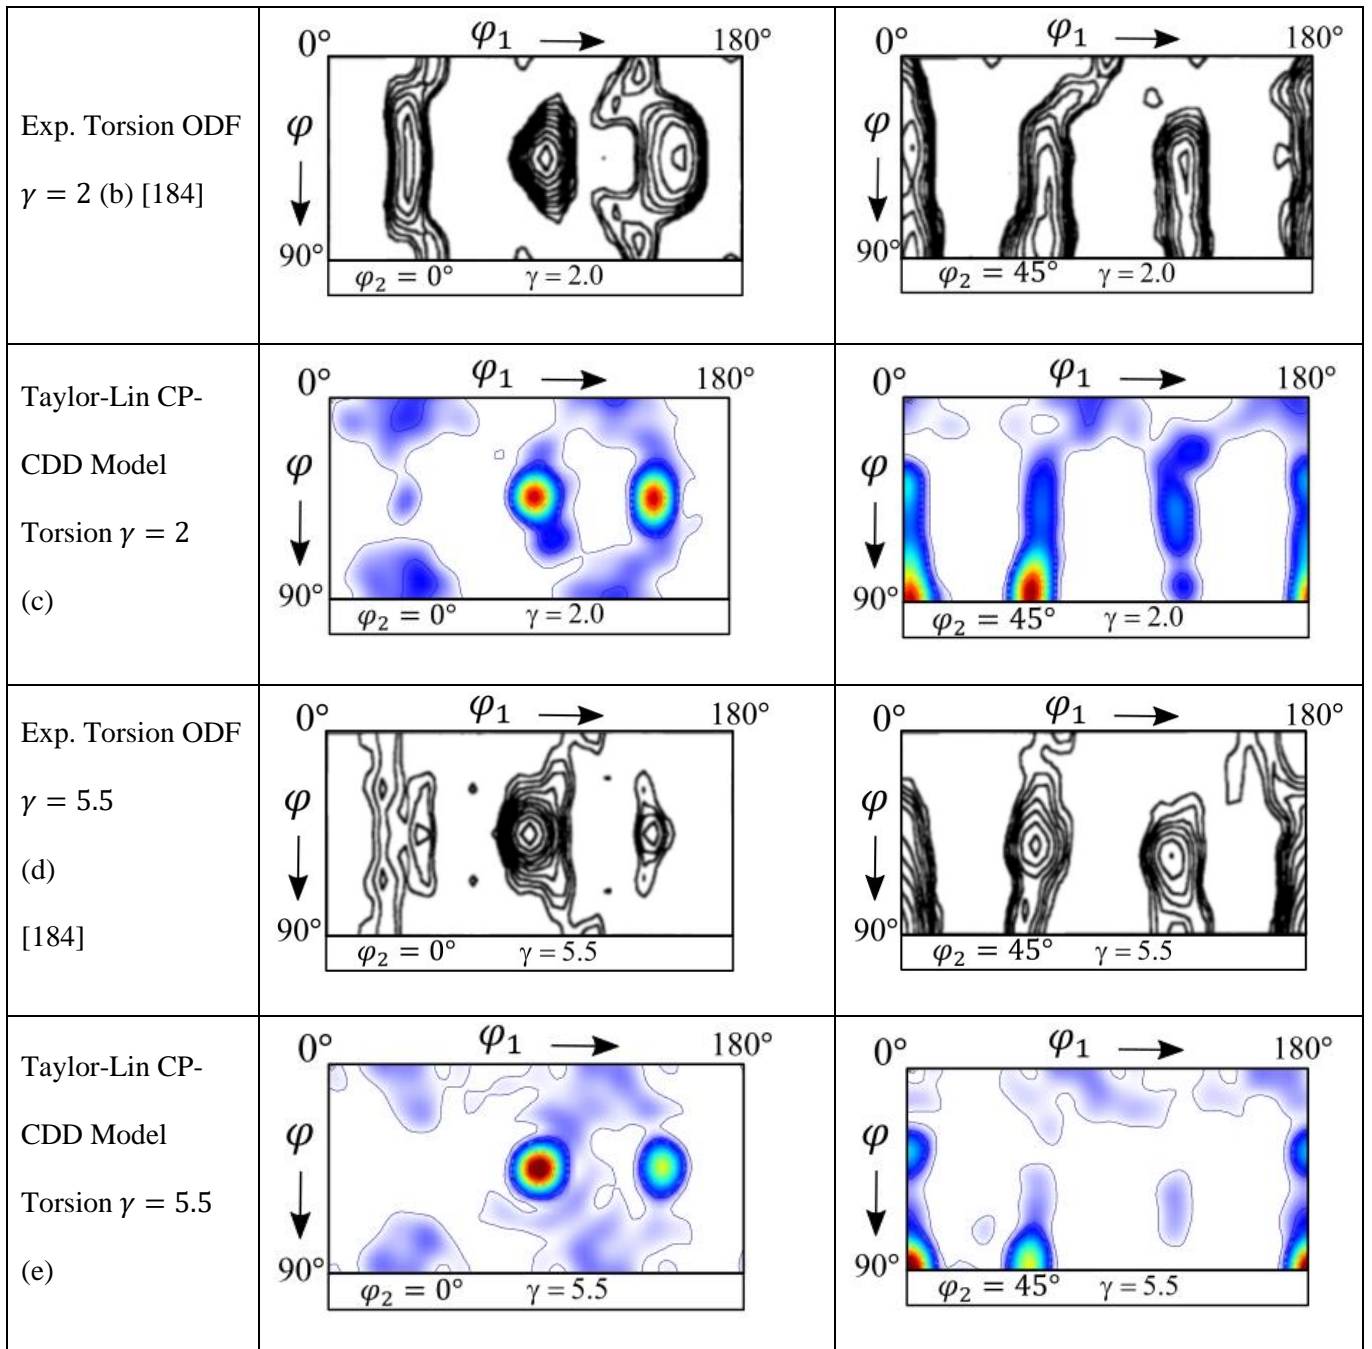 Exp. Torsion ODF
γ = 2 (b) [184]
0° φ₁ 180°
φ
90°
φ₂ = 0° γ = 2.0
0° φ₁ 180°
φ
90°
φ₂ = 45° γ = 2.0
Taylor-Lin CP-
CDD Model
Torsion γ = 2
(c)
0° φ₁ 180°
φ
90°
φ₂ = 0° γ = 2.0
0° φ₁ 180°
φ
90°
φ₂ = 45° γ = 2.0
Exp. Torsion ODF
γ = 5.5
(d)
[184]
0° φ₁ 180°
φ
90°
φ₂ = 0° γ = 5.5
0° φ₁ 180°
φ
90°
φ₂ = 45° γ = 5.5
Taylor-Lin CP-
CDD Model
Torsion γ = 5.5
(e)
0° φ₁ 180°
φ
90°
φ₂ = 0° γ = 5.5
0° φ₁ 180°
φ
90°
φ₂ = 45° γ = 5.5